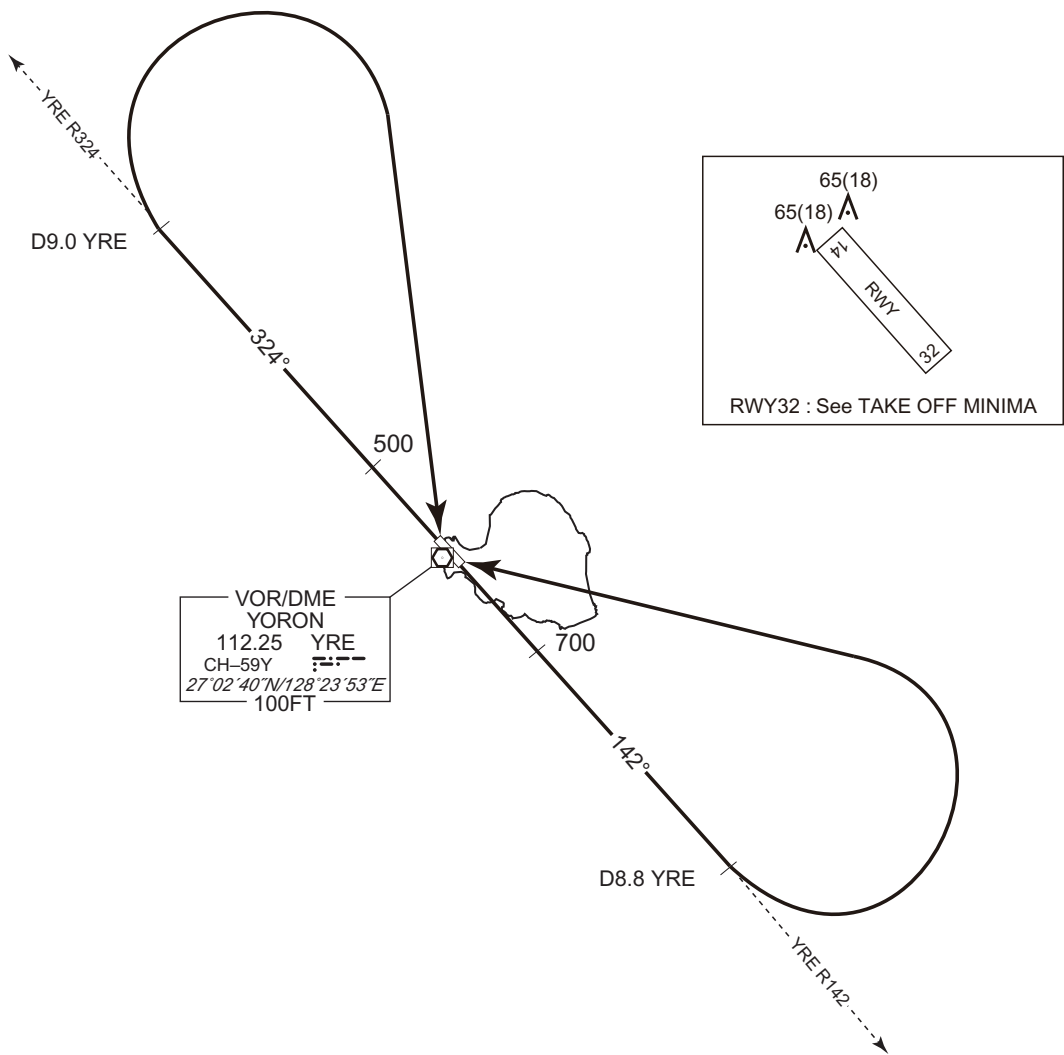 YRE R324
D9.0 YRE
324°
500
65(18)
65(18)
14
RWY
32
RWY32 : See TAKE OFF MINIMA
VOR/DME
YORON
112.25 YRE
CH–59Y
27°02′40″N/128°23′53″E
100FT
700
142°
D8.8 YRE
YRE R142